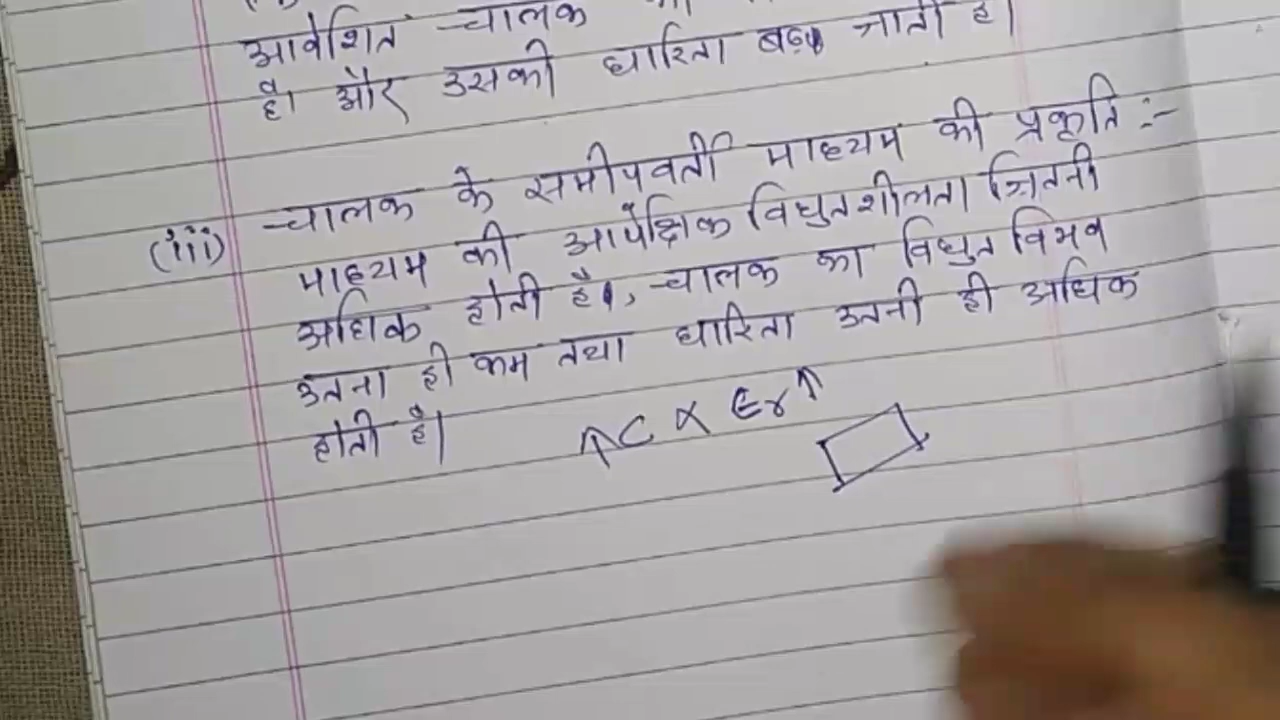 आवेशित चालक
है। और उसकी धारिता बढ़ जाती है।
(iii) चालक के समीपवर्ती माध्यम की प्रकृति :-
माध्यम की आपेक्षिक विधुतशीलता जितनी
अधिक होती है।, चालक का विधुत विभव
उतना ही कम तथा धारिता उतनी ही अधिक
होती है।
↑C ∝ Er↑